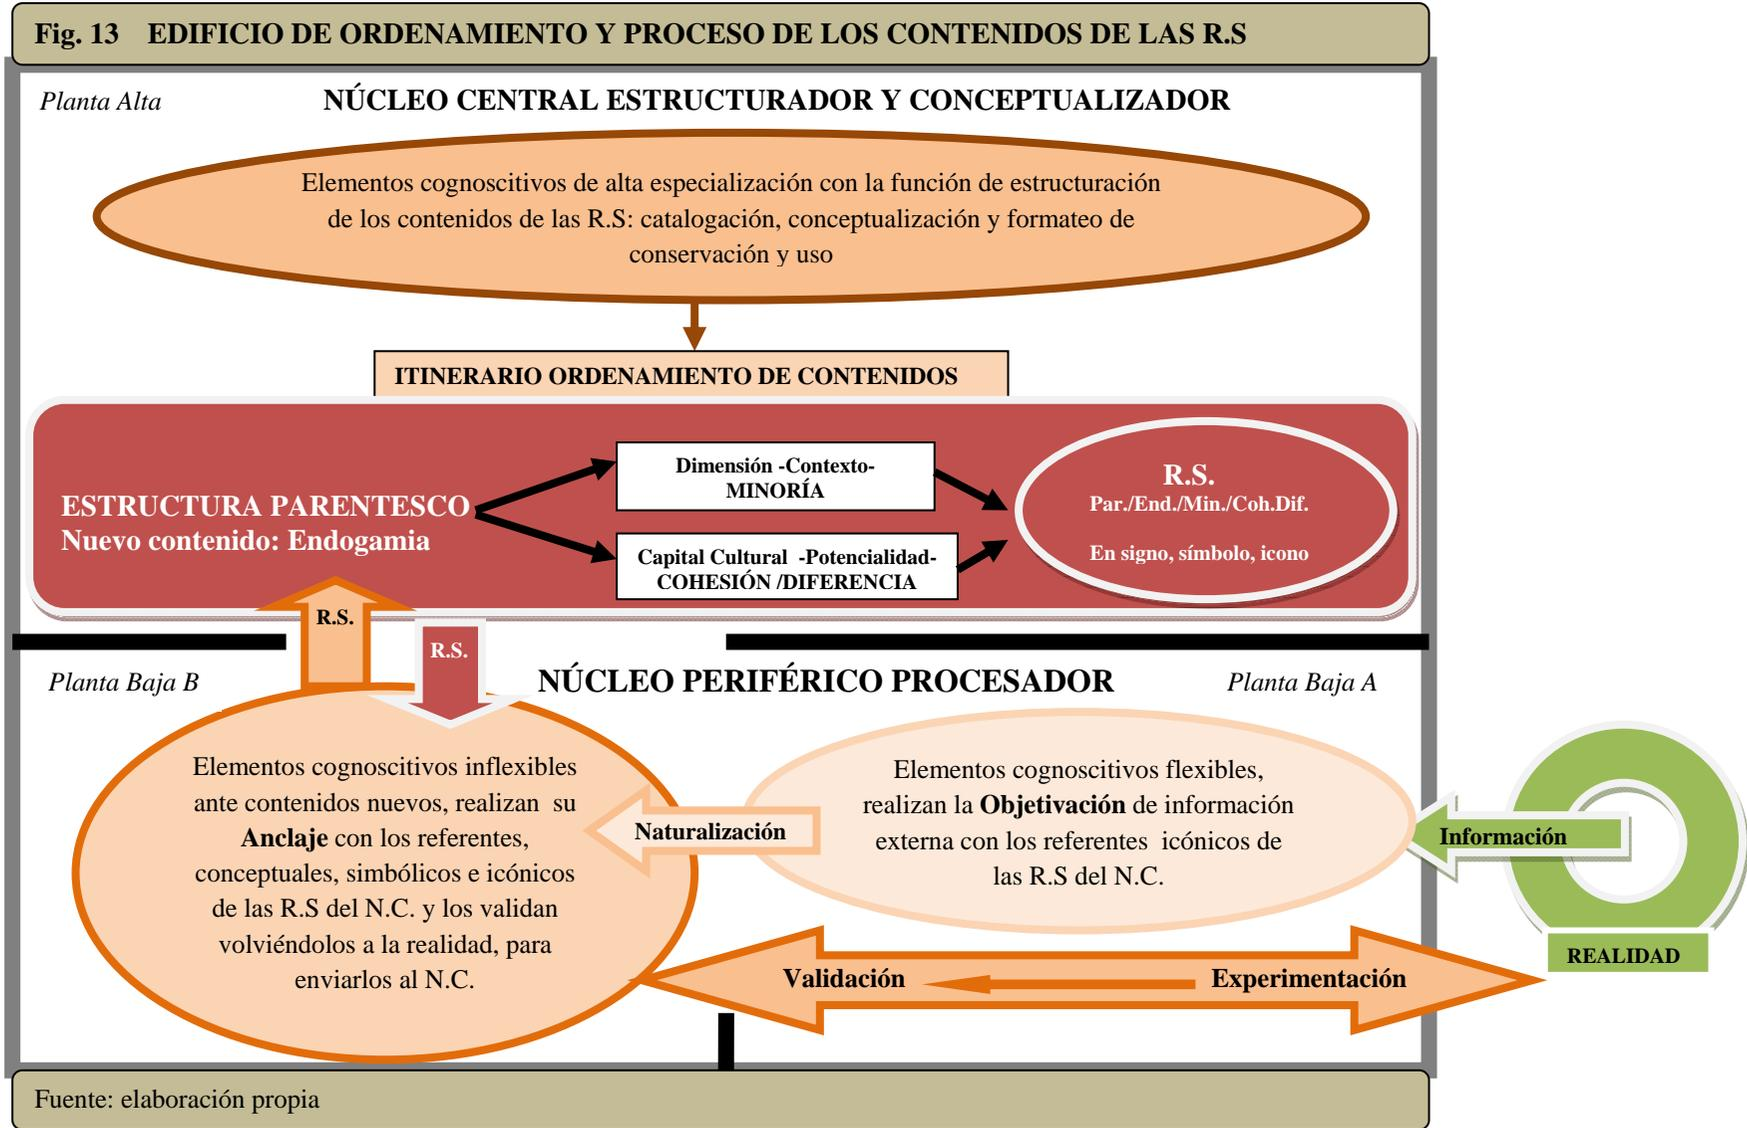 Fig. 13    EDIFICIO DE ORDENAMIENTO Y PROCESO DE LOS CONTENIDOS DE LAS R.S
Planta Alta
NÚCLEO CENTRAL ESTRUCTURADOR Y CONCEPTUALIZADOR
Elementos cognoscitivos de alta especialización con la función de estructuración
de los contenidos de las R.S: catalogación, conceptualización y formateo de
conservación y uso
ITINERARIO ORDENAMIENTO DE CONTENIDOS
ESTRUCTURA PARENTESCO
Nuevo contenido: Endogamia
Dimensión -Contexto-
MINORÍA
Capital Cultural  -Potencialidad-
COHESIÓN /DIFERENCIA
R.S.
Par./End./Min./Coh.Dif.
En signo, símbolo, icono
R.S.
R.S.
Planta Baja B
NÚCLEO PERIFÉRICO PROCESADOR
Planta Baja A
Elementos cognoscitivos inflexibles
ante contenidos nuevos, realizan  su
Anclaje con los referentes,
conceptuales, simbólicos e icónicos
de las R.S del N.C. y los validan
volviéndolos a la realidad, para
enviarlos al N.C.
Naturalización
Elementos cognoscitivos flexibles,
realizan la Objetivación de información
externa con los referentes  icónicos de
las R.S del N.C.
Información
REALIDAD
Validación
Experimentación
Fuente: elaboración propia